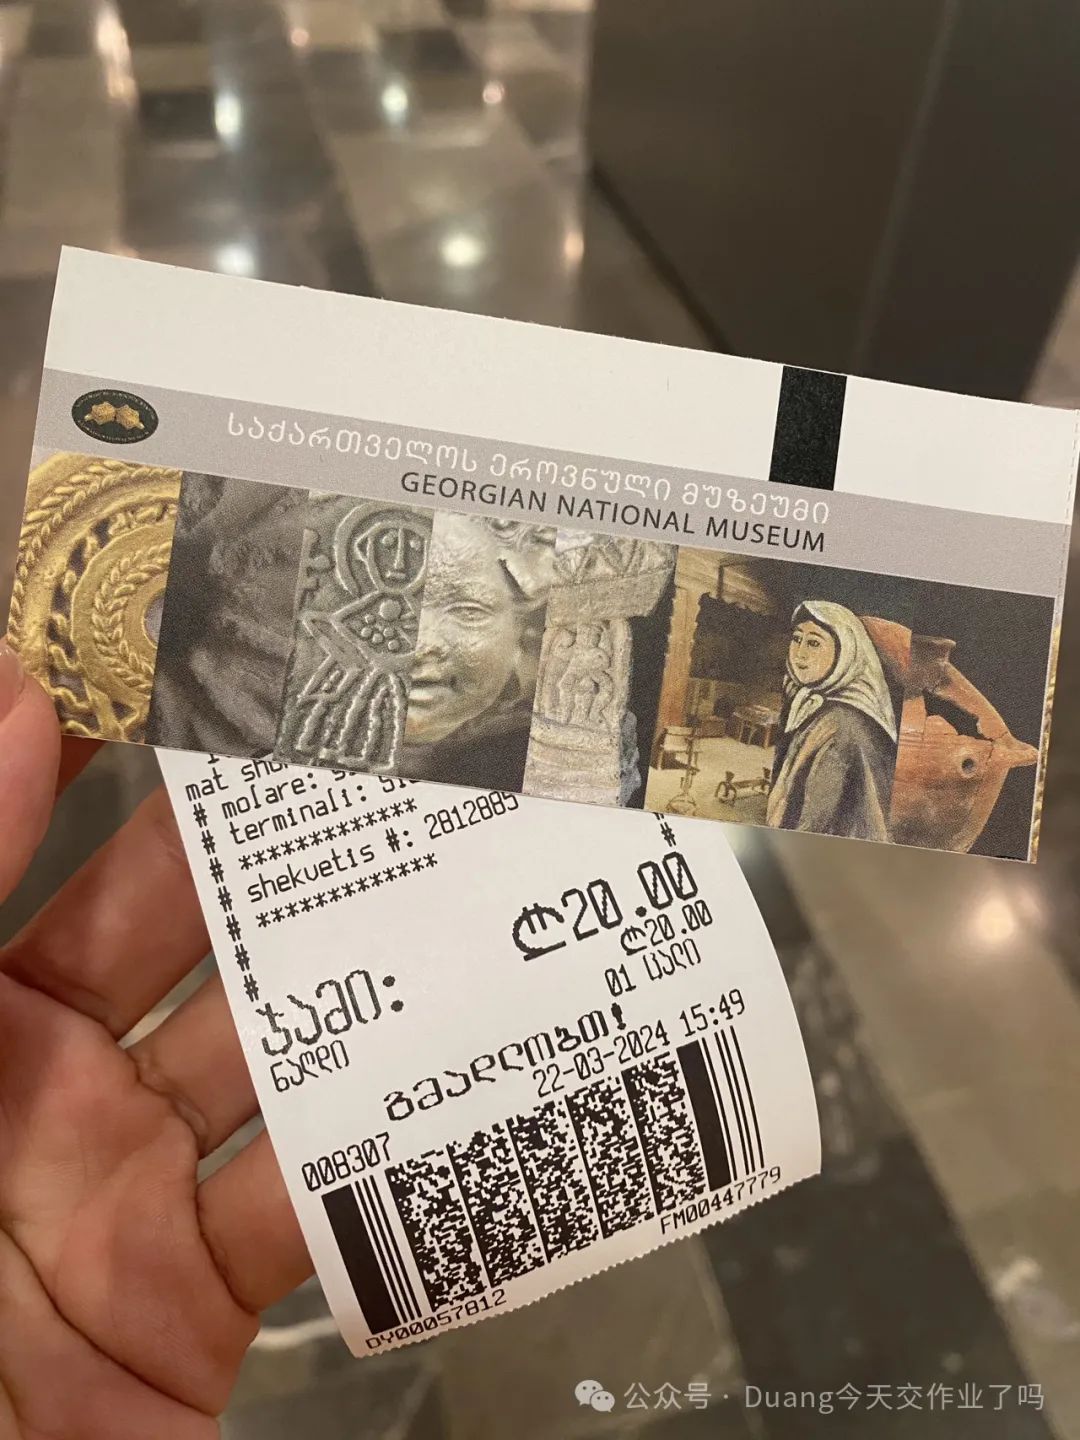 საქართველოს ეროვნული მუზეუმი
GEORGIAN NATIONAL MUSEUM
mat
# molare:
# terminali:
# *************
# shekvetis #: 2812885 #
# *************
#
₾20.00
ჯამი: ₾20.00
ნაღდი 01 ცალი
გმადლობთ!
22-03-2024 15:49
008307
FM00447779
DY00057812
公众号 · Duang今天交作业了吗